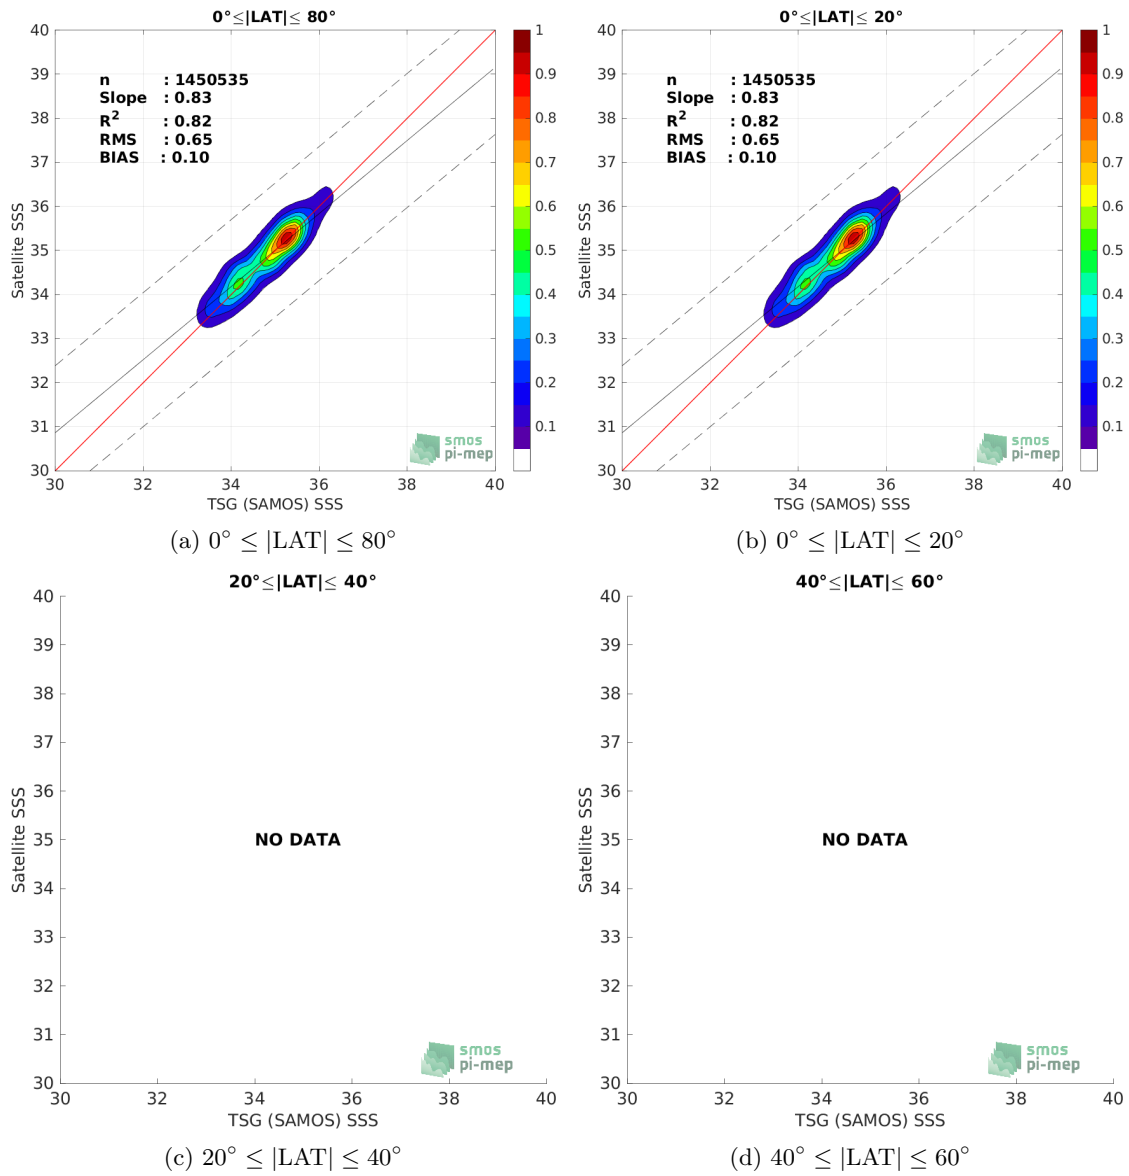 0°≤|LAT|≤ 80°
40
39
38
37
36
35
34
33
32
31
30
Satellite SSS
n : 1450535
Slope : 0.83
R² : 0.82
RMS : 0.65
BIAS : 0.10
1
0.9
0.8
0.7
0.6
0.5
0.4
0.3
0.2
0.1
smos
pi-mep
30 32 34 36 38 40
TSG (SAMOS) SSS
(a) 0° ≤ |LAT| ≤ 80°
0°≤|LAT|≤ 20°
40
39
38
37
36
35
34
33
32
31
30
Satellite SSS
n : 1450535
Slope : 0.83
R² : 0.82
RMS : 0.65
BIAS : 0.10
1
0.9
0.8
0.7
0.6
0.5
0.4
0.3
0.2
0.1
smos
pi-mep
30 32 34 36 38 40
TSG (SAMOS) SSS
(b) 0° ≤ |LAT| ≤ 20°
20°≤|LAT|≤ 40°
40
39
38
37
36
35
34
33
32
31
30
Satellite SSS
NO DATA
smos
pi-mep
30 32 34 36 38 40
TSG (SAMOS) SSS
(c) 20° ≤ |LAT| ≤ 40°
40°≤|LAT|≤ 60°
40
39
38
37
36
35
34
33
32
31
30
Satellite SSS
NO DATA
smos
pi-mep
30 32 34 36 38 40
TSG (SAMOS) SSS
(d) 40° ≤ |LAT| ≤ 60°